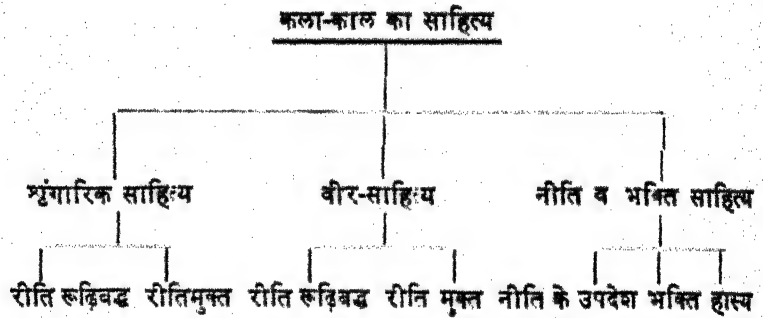 कला-काल का साहित्य
शृंगारिक साहित्य वीर-साहित्य नीति व भक्ति साहित्य
रीति रूढ़िबद्ध रीतिमुक्त रीति रूढ़िबद्ध रीति मुक्त नीति के उपदेश भक्ति हास्य